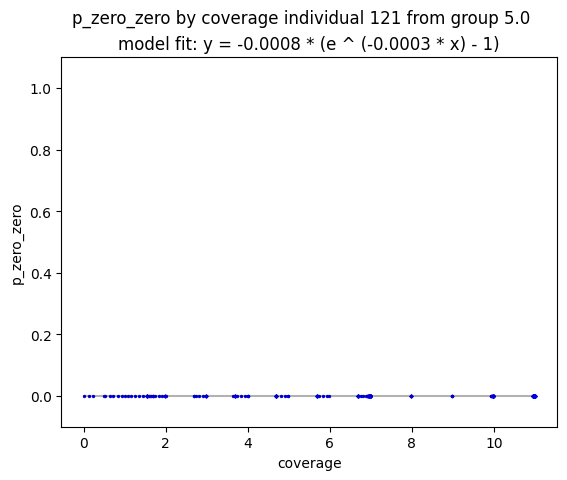 p_zero_zero by coverage individual 121 from group 5.0
model fit: y = -0.0008 * (e ^ (-0.0003 * x) - 1)
1.0
0.8
0.6
0.4
0.2
0.0
p_zero_zero
0 2 4 6 8 10
coverage